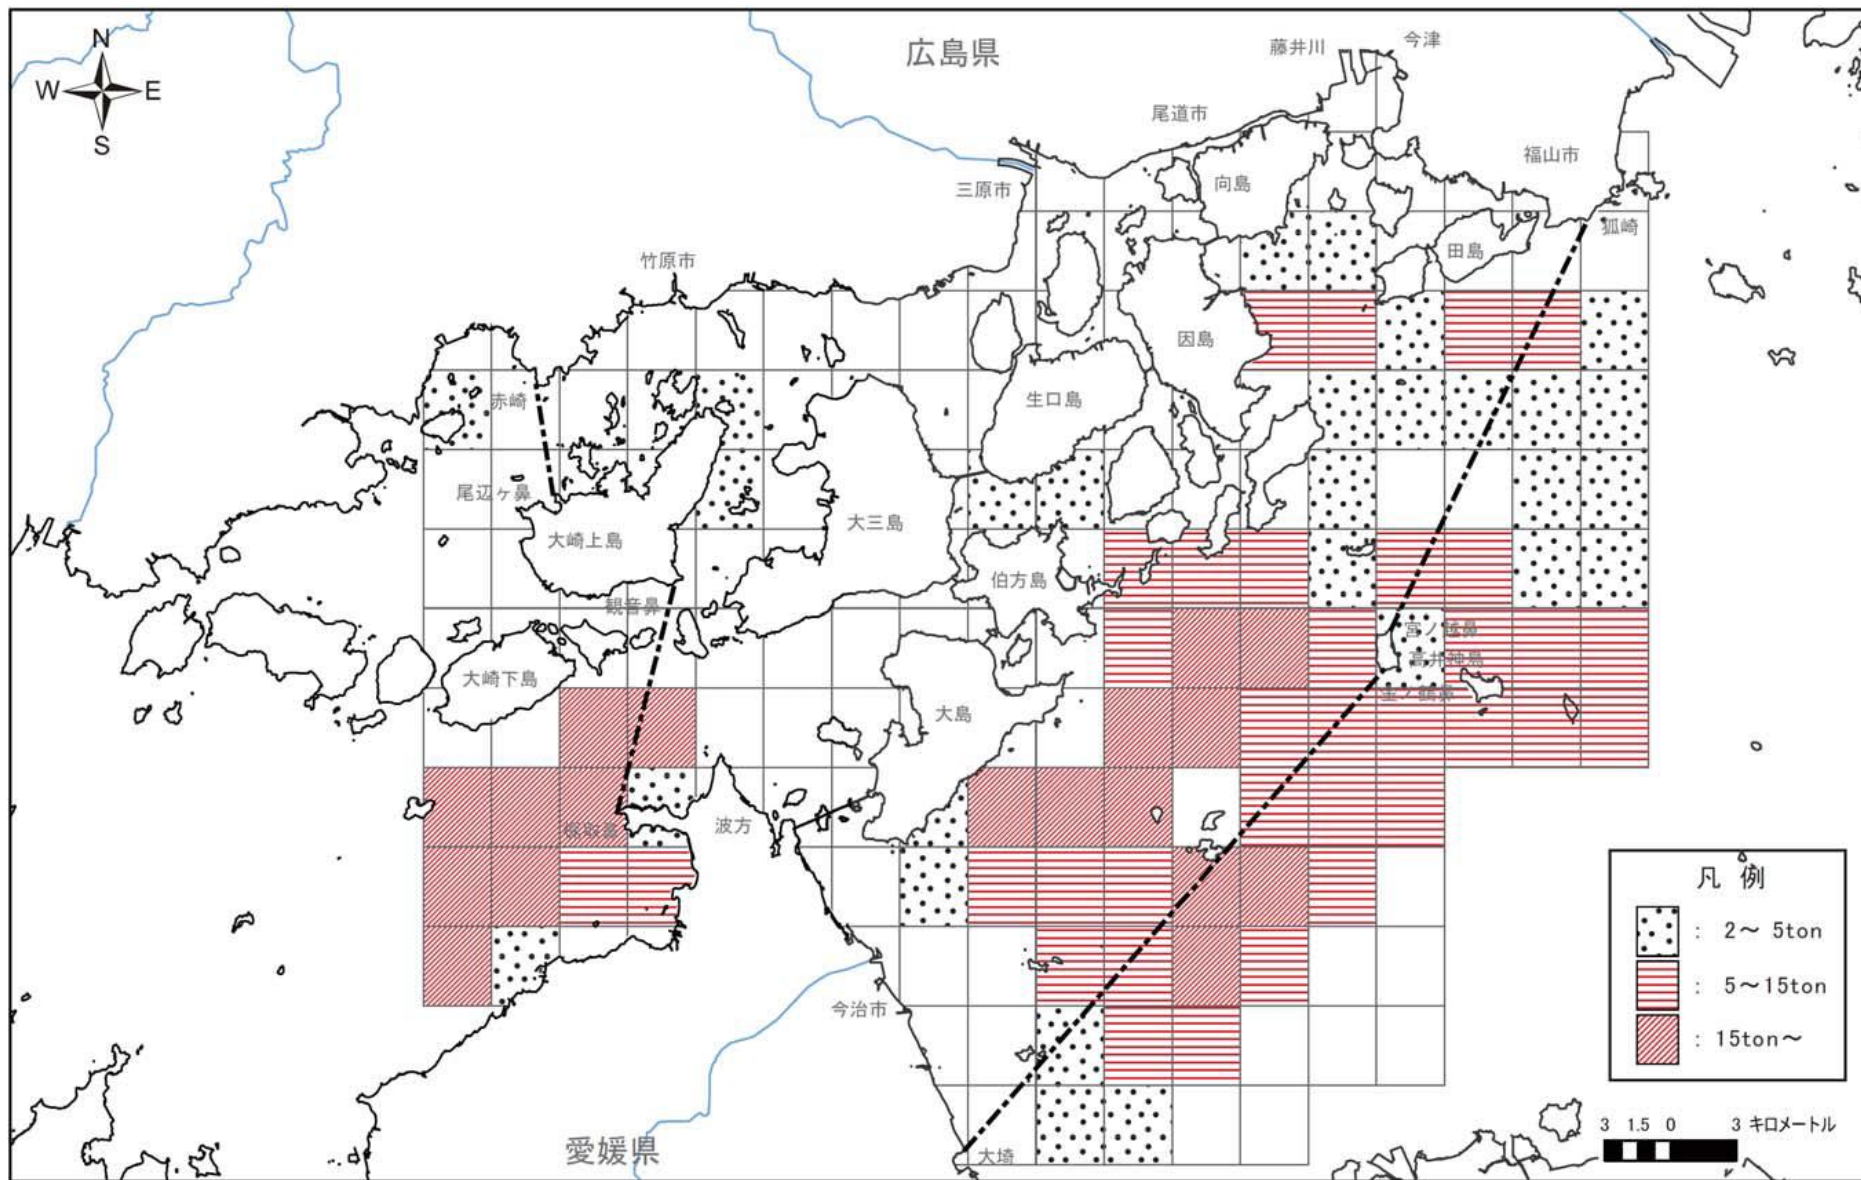 N
W E
S
広島県
藤井川
今津
尾道市
福山市
三原市
向島
狐崎
田島
竹原市
因島
赤崎
生口島
尾辺ヶ鼻
大三島
大崎上島
伯方島
観音鼻
宮ノ越鼻
高井神島
大崎下島
大島
波方
今治市
愛媛県
大埼
凡 例
: 2～ 5ton
: 5～15ton
: 15ton～
3 1.5 0 3 キロメートル